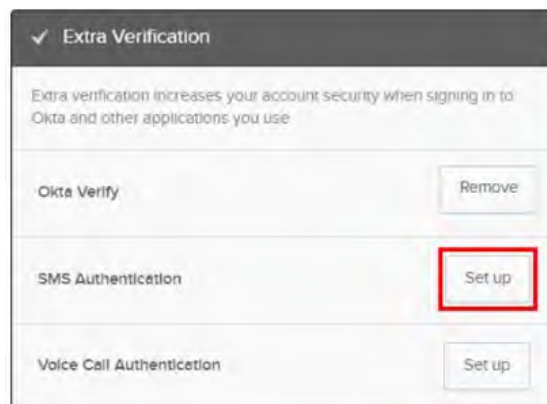 Extra Verification
Extra verification increases your account security when signing in to
Okta and other applications you use
Okta Verify
Remove
SMS Authentication
Set up
Voice Call Authentication
Set up